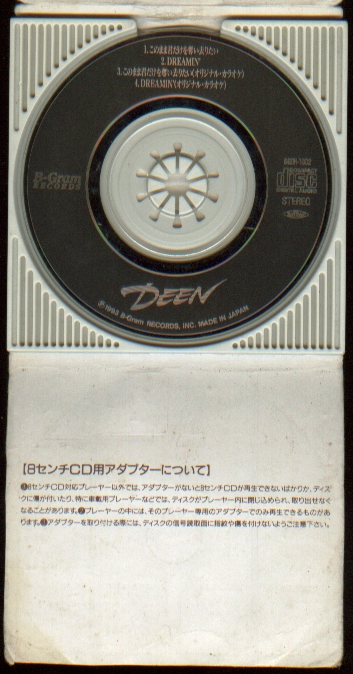 1.このまま君だけを奪い去りたい
2.DREAMIN'
3.このまま君だけを奪い去りたい(オリジナル・カラオケ)
4.DREAMIN'(オリジナル・カラオケ)
B-Gram
RECORDS
BGDR-1002
COMPACT
disc
DIGITAL AUDIO
STEREO
DEEN
Ⓟ1993 B-Gram RECORDS, INC. MADE IN JAPAN
【8センチCD用アダプターについて】
❶8センチCD対応プレーヤー以外では、アダプターがないと8センチCDが再生できないばかりか、ディス
クに傷が付いたり、特に車載用プレーヤーなどでは、ディスクがプレーヤー内に閉じ込められ、取り出せなく
なることがあります。❷プレーヤーの中には、そのプレーヤー専用のアダプターでのみ再生できるものがあ
ります。❸アダプターを取り付ける際には、ディスクの信号読取面に指紋や傷を付けないようご注意下さい。